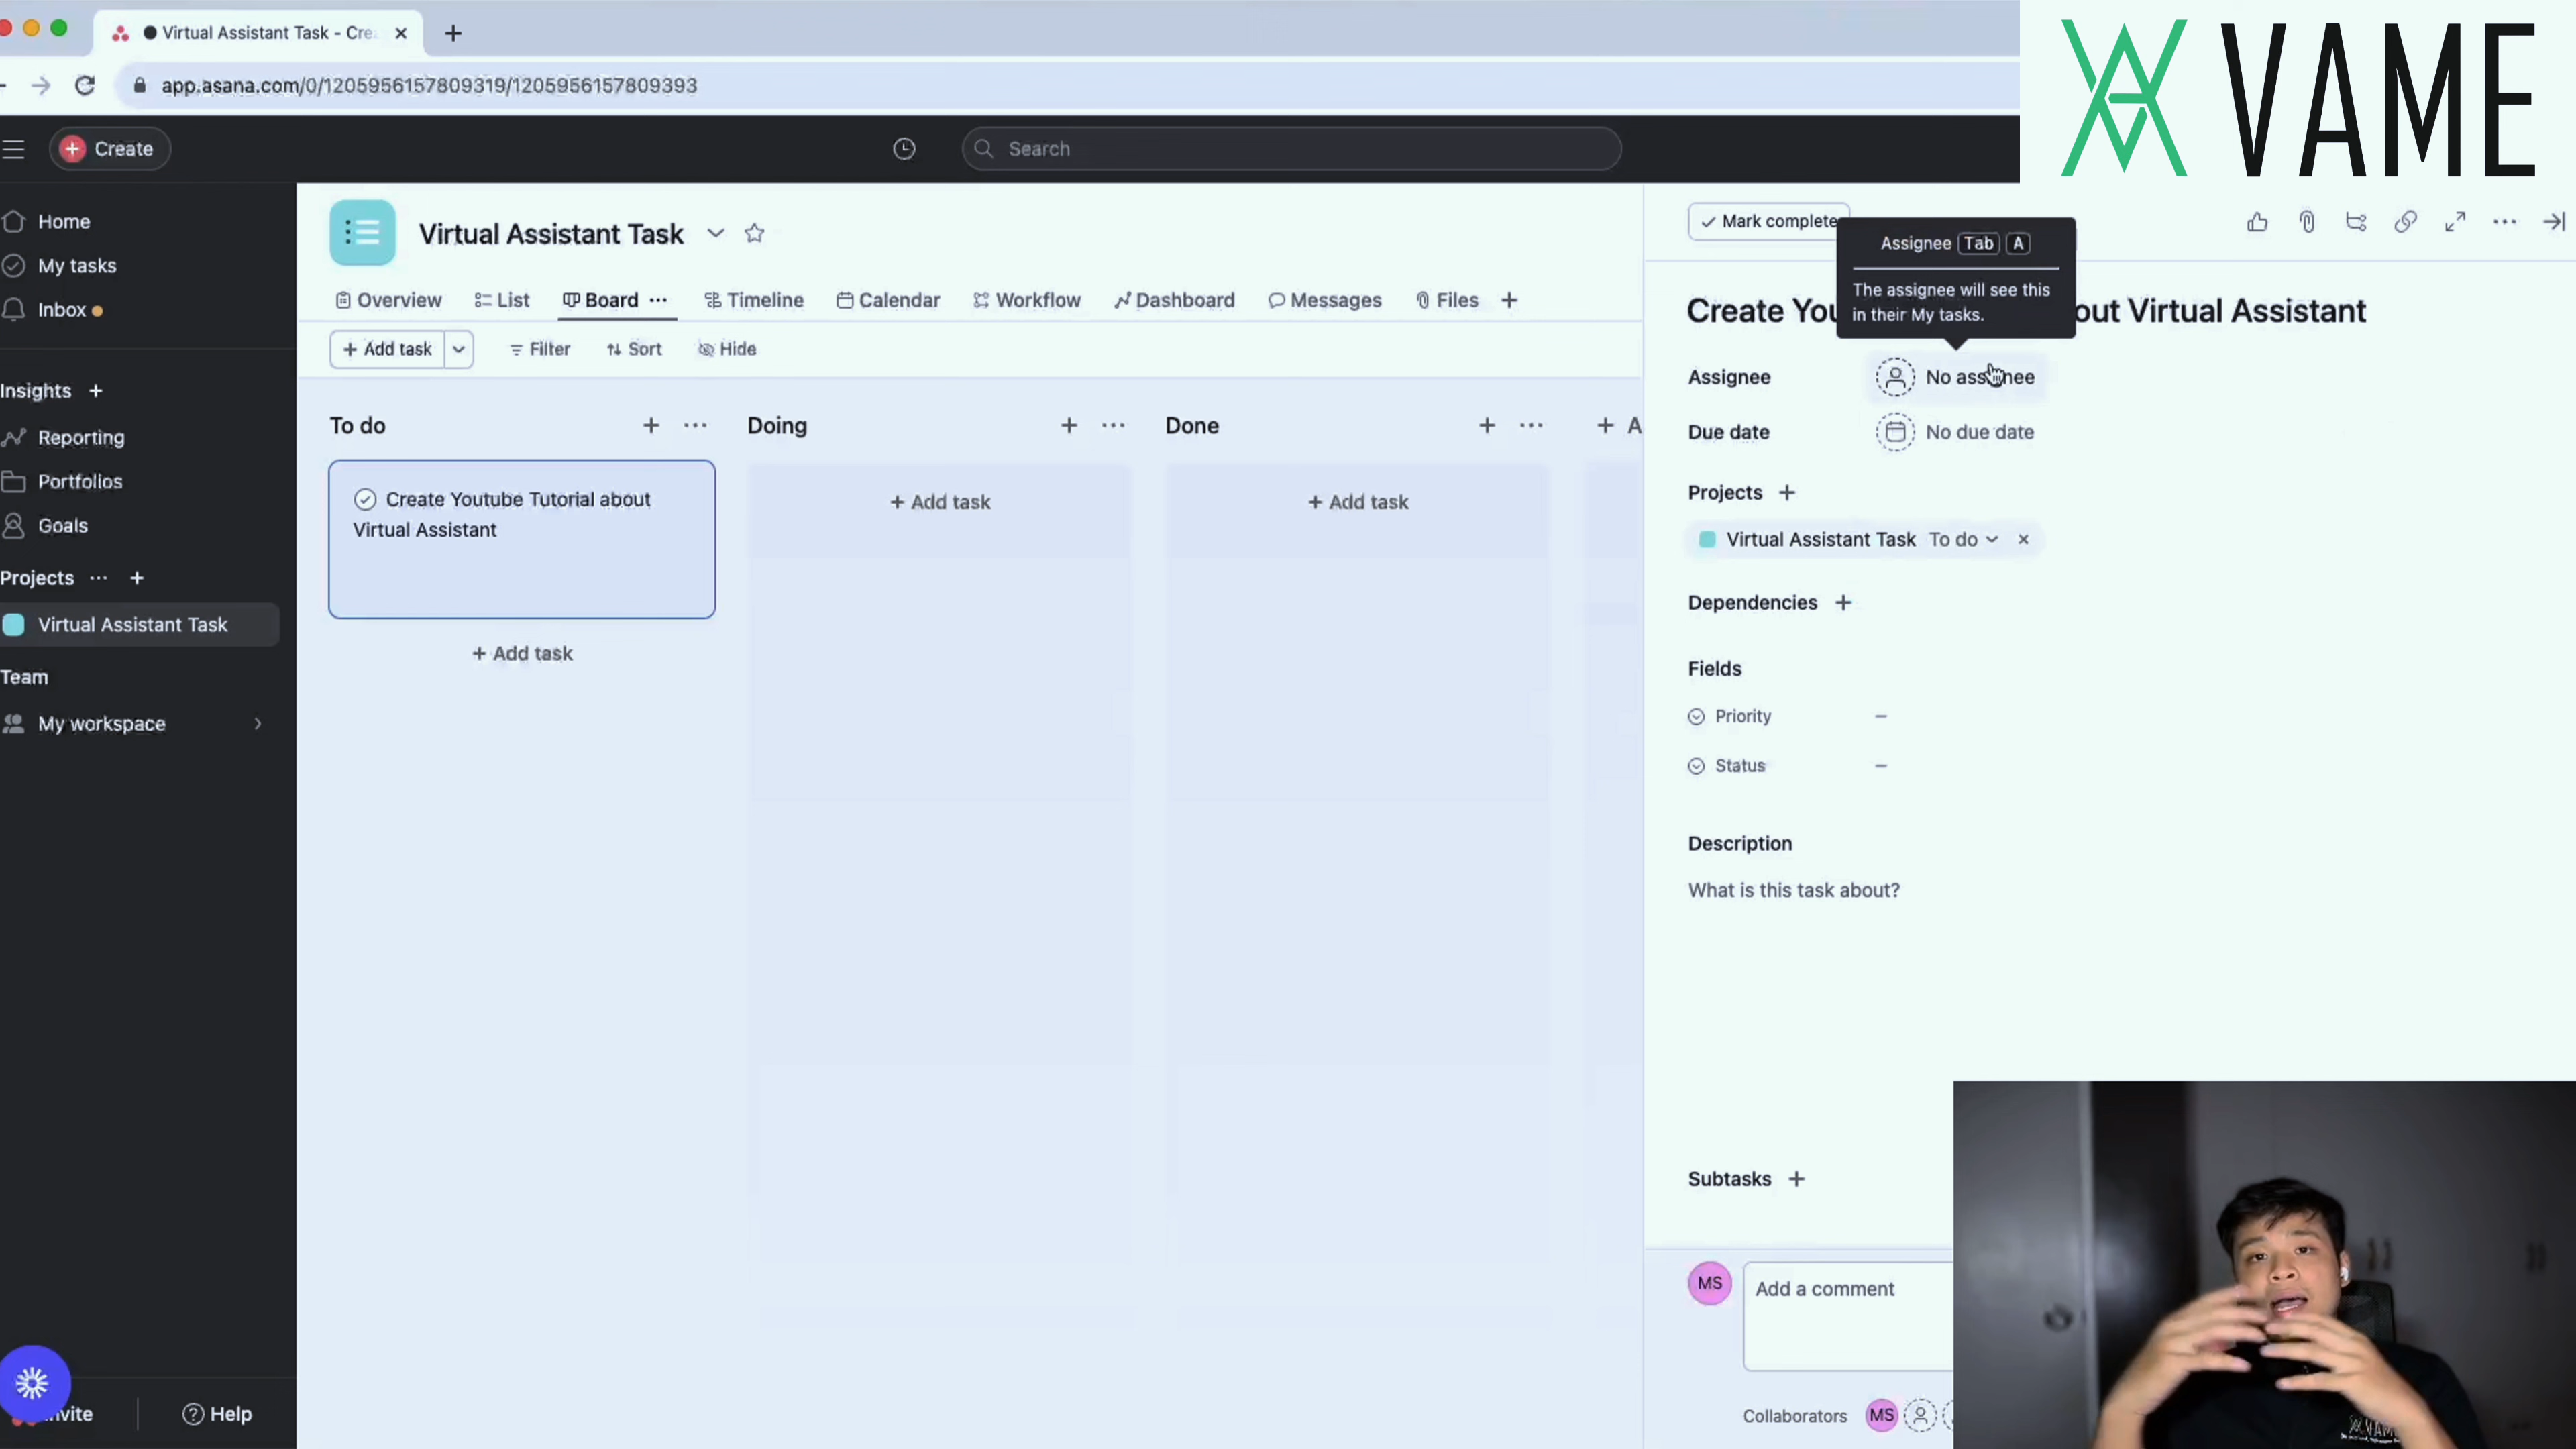 Virtual Assistant Task - Cre
app.asana.com/0/1205956157809319/1205956157809393
VAME
Create
Search
Home
My tasks
Inbox
Insights
Reporting
Portfolios
Goals
Projects
Virtual Assistant Task
Team
My workspace
Help
Virtual Assistant Task
Overview List Board Timeline Calendar Workflow Dashboard Messages Files
Add task Filter Sort Hide
To do
Create Youtube Tutorial about
Virtual Assistant
+ Add task
Doing
+ Add task
Done
+ Add task
+ A
Mark complete
Assignee Tab A
The assignee will see this
in their My tasks.
Create You out Virtual Assistant
Assignee No assignee
Due date No due date
Projects
Virtual Assistant Task To do
Dependencies
Fields
Priority –
Status –
Description
What is this task about?
Subtasks
MS Add a comment
Collaborators MS